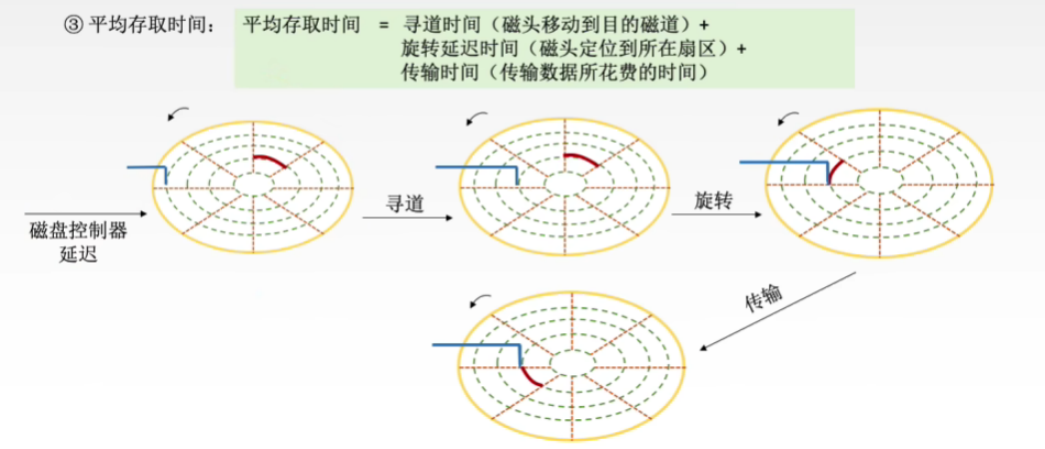 ③ 平均存取时间: 平均存取时间 = 寻道时间（磁头移动到目的磁道）+
旋转延迟时间（磁头定位到所在扇区）+
传输时间（传输数据所花费的时间）
磁盘控制器
延迟
寻道
旋转
传输